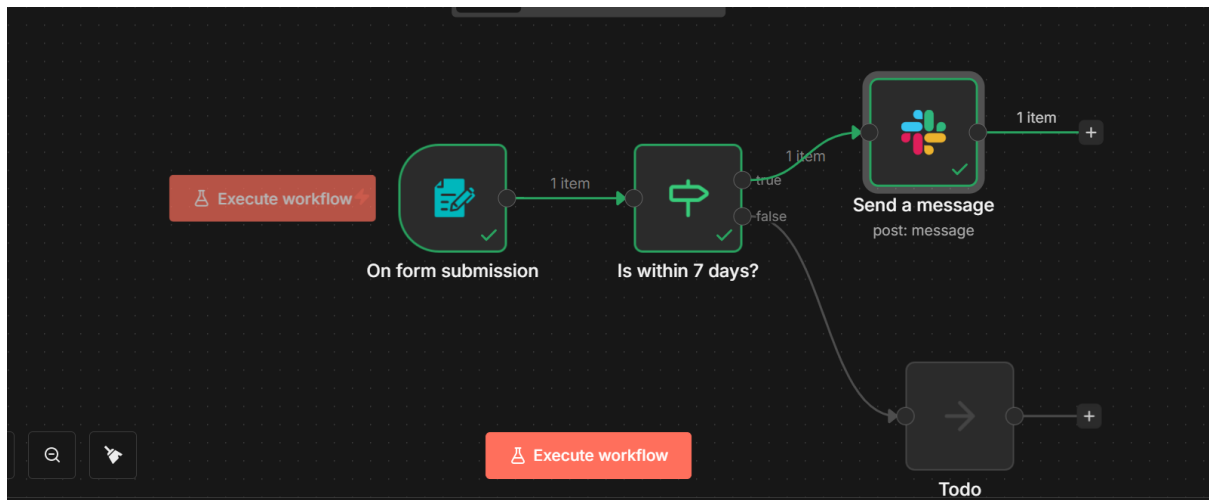 1 item
1 item
true
Execute workflow
1 item
false
Send a message
post: message
On form submission
Is within 7 days?
Execute workflow
Todo